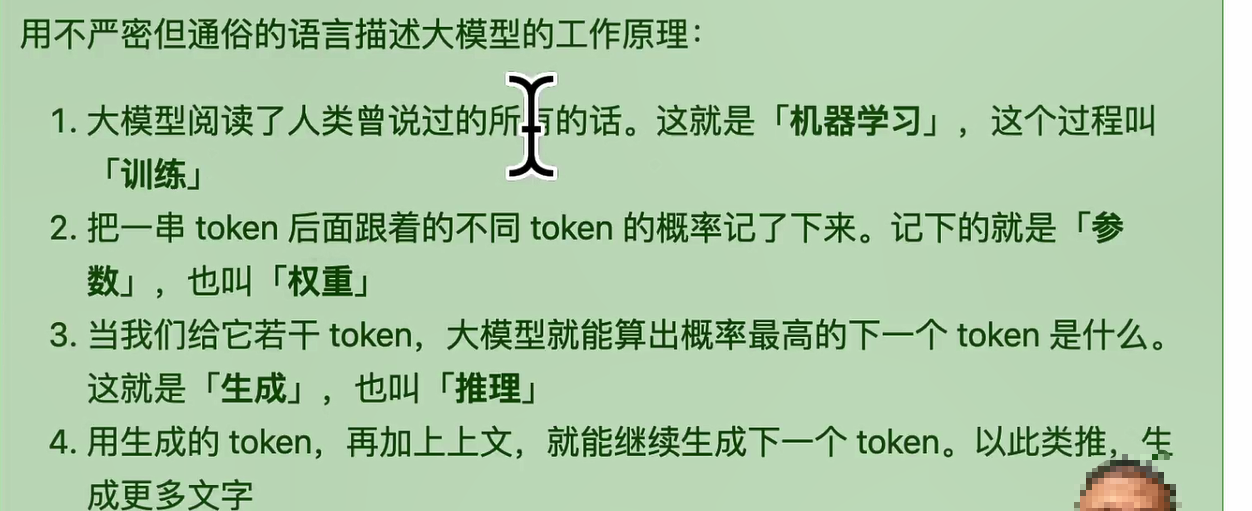 用不严密但通俗的语言描述大模型的工作原理：
1. 大模型阅读了人类曾说过的所有的话。这就是「机器学习」，这个过程叫
「训练」
2. 把一串 token 后面跟着的不同 token 的概率记了下来。记下的就是「参
数」，也叫「权重」
3. 当我们给它若干 token，大模型就能算出概率最高的下一个 token 是什么。
这就是「生成」，也叫「推理」
4. 用生成的 token，再加上上文，就能继续生成下一个 token。以此类推，生
成更多文字